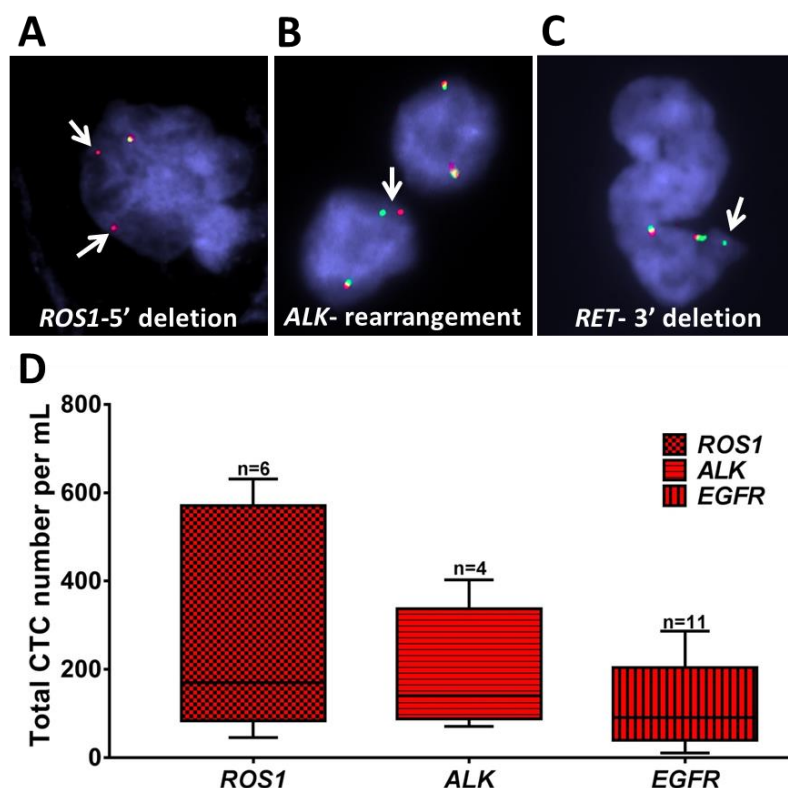 A
B
C
ROS1-5’ deletion
ALK- rearrangement
RET- 3’ deletion
D
Total CTC number per mL
800
600
400
200
0
n=6
n=4
n=11
ROS1
ALK
EGFR
ROS1
ALK
EGFR